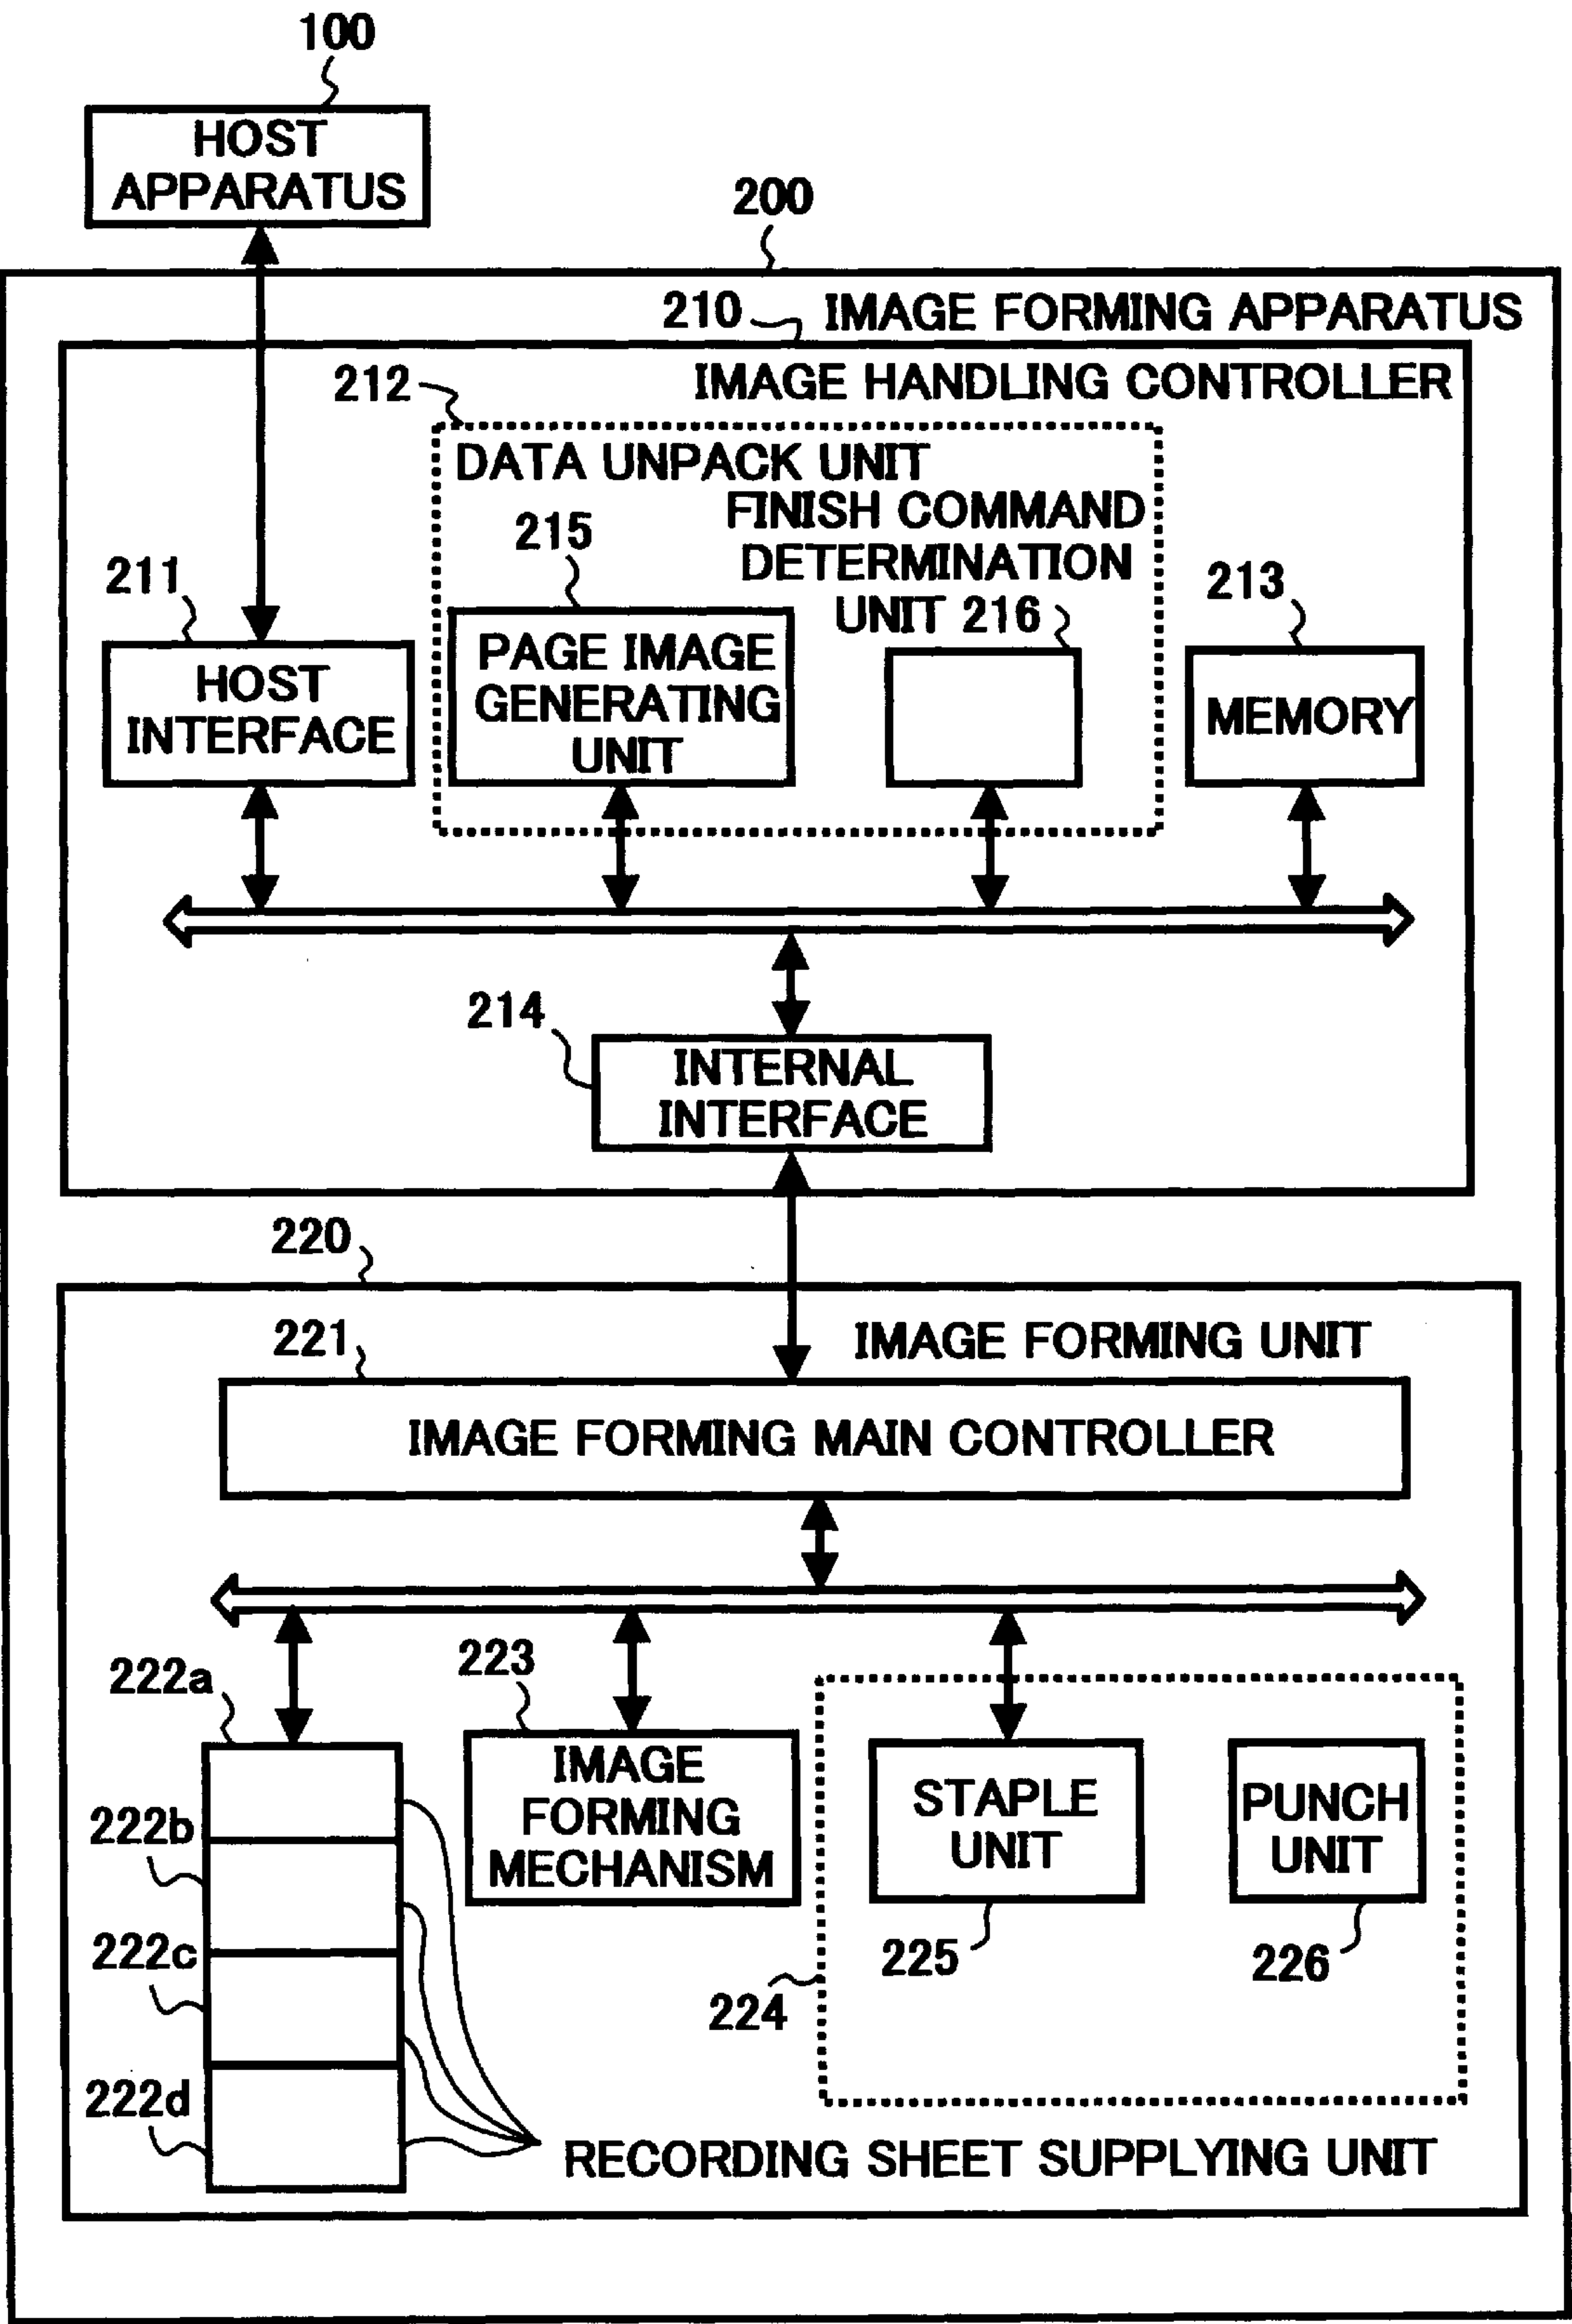 100
HOST
APPARATUS
200
210
IMAGE FORMING APPARATUS
212
IMAGE HANDLING CONTROLLER
DATA UNPACK UNIT
215
FINISH COMMAND
DETERMINATION
UNIT 216
211
213
HOST
INTERFACE
PAGE IMAGE
GENERATING
UNIT
MEMORY
214
INTERNAL
INTERFACE
220
221
IMAGE FORMING UNIT
IMAGE FORMING MAIN CONTROLLER
222a
223
222b
IMAGE
FORMING
MECHANISM
STAPLE
UNIT
PUNCH
UNIT
222c
225
226
224
222d
RECORDING SHEET SUPPLYING UNIT